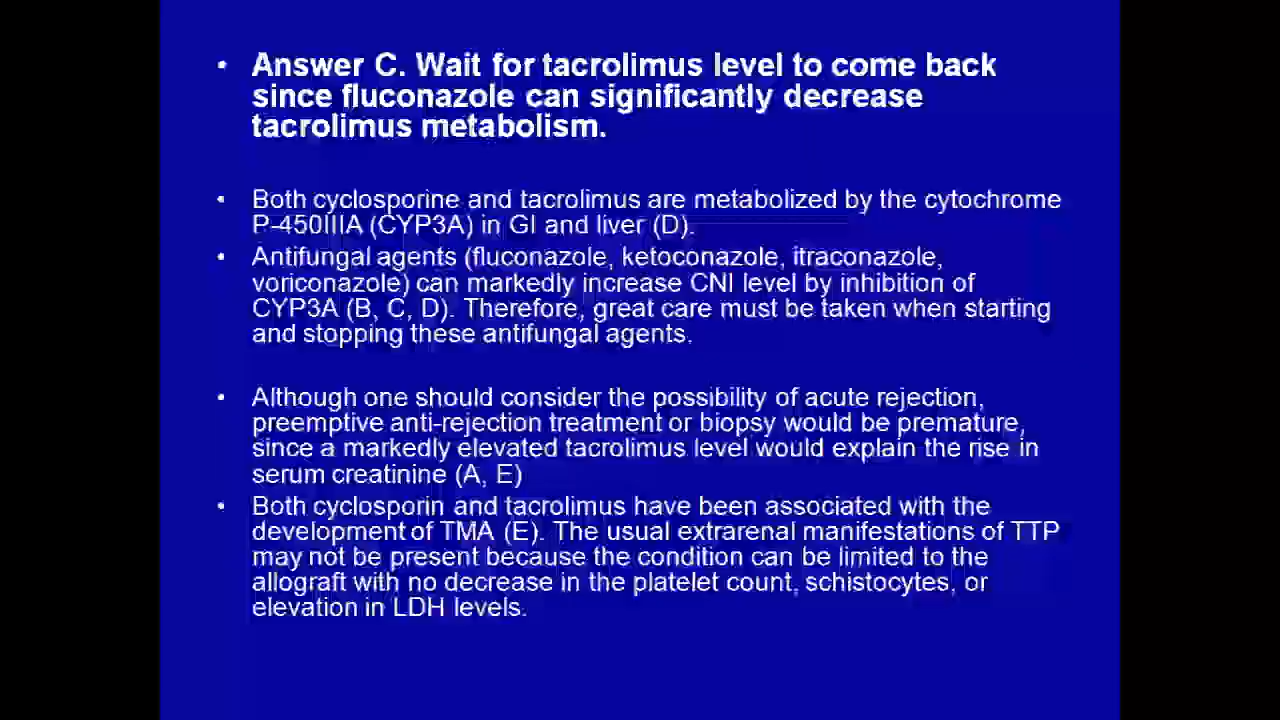 • Answer C. Wait for tacrolimus level to come back
since fluconazole can significantly decrease
tacrolimus metabolism.
• Both cyclosporine and tacrolimus are metabolized by the cytochrome
P-450IIIA (CYP3A) in GI and liver (D).
• Antifungal agents (fluconazole, ketoconazole, itraconazole,
voriconazole) can markedly increase CNI level by inhibition of
CYP3A (B, C, D). Therefore, great care must be taken when starting
and stopping these antifungal agents.
• Although one should consider the possibility of acute rejection,
preemptive anti-rejection treatment or biopsy would be premature,
since a markedly elevated tacrolimus level would explain the rise in
serum creatinine (A, E)
• Both cyclosporin and tacrolimus have been associated with the
development of TMA (E). The usual extrarenal manifestations of TTP
may not be present because the condition can be limited to the
allograft with no decrease in the platelet count, schistocytes, or
elevation in LDH levels.